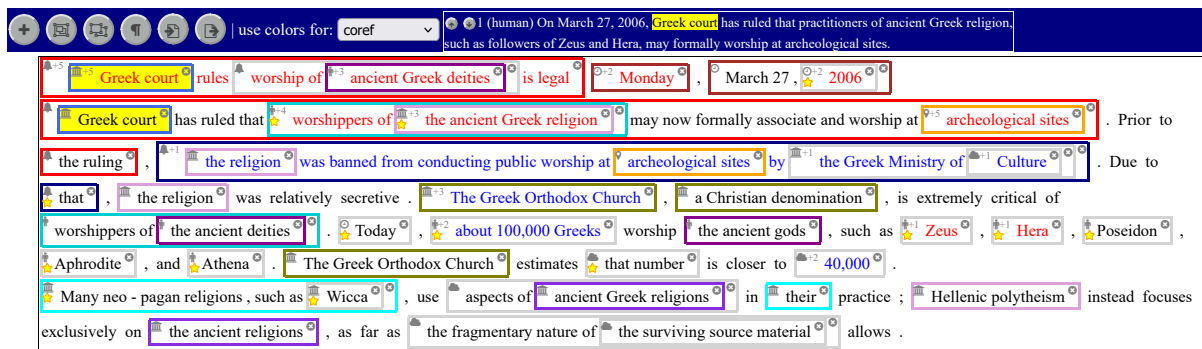 | use colors for: coref
1 (human) On March 27, 2006, Greek court has ruled that practitioners of ancient Greek religion,
such as followers of Zeus and Hera, may formally worship at archeological sites.
+5 +5 Greek court rules worship of +3 ancient Greek deities is legal +2 Monday , March 27 , +2 2006
Greek court has ruled that +4 worshippers of +3 the ancient Greek religion may now formally associate and worship at +5 archeological sites . Prior to
the ruling , +1 the religion was banned from conducting public worship at archeological sites by +1 the Greek Ministry of +1 Culture . Due to
that , the religion was relatively secretive . +3 The Greek Orthodox Church , a Christian denomination , is extremely critical of
worshippers of the ancient deities . Today , +2 about 100,000 Greeks worship the ancient gods , such as +1 Zeus , +1 Hera , Poseidon ,
Aphrodite , and Athena . The Greek Orthodox Church estimates that number is closer to +2 40,000 .
Many neo - pagan religions , such as Wicca , use aspects of ancient Greek religions in their practice ; Hellenic polytheism instead focuses
exclusively on the ancient religions , as far as the fragmentary nature of the surviving source material allows .